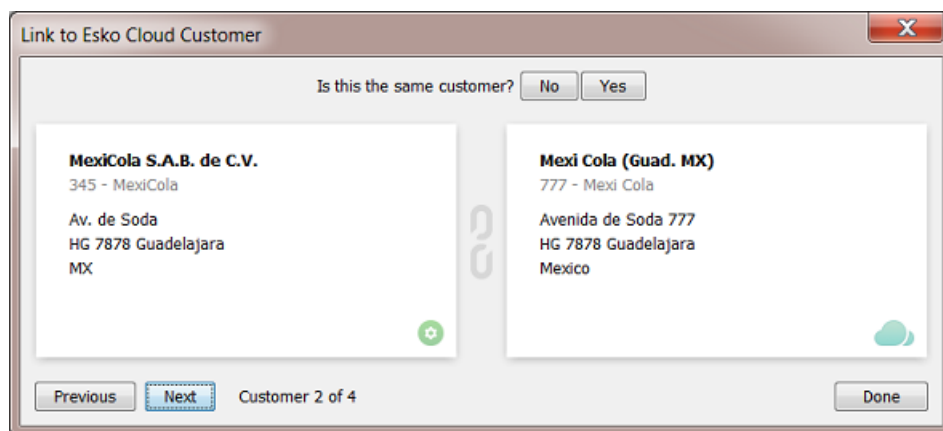 Link to Esko Cloud Customer
X
Is this the same customer? No Yes
MexiCola S.A.B. de C.V.
345 - MexiCola
Av. de Soda
HG 7878 Guadelajara
MX
Mexi Cola (Guad. MX)
777 - Mexi Cola
Avenida de Soda 777
HG 7878 Guadelajara
Mexico
Previous Next Customer 2 of 4 Done